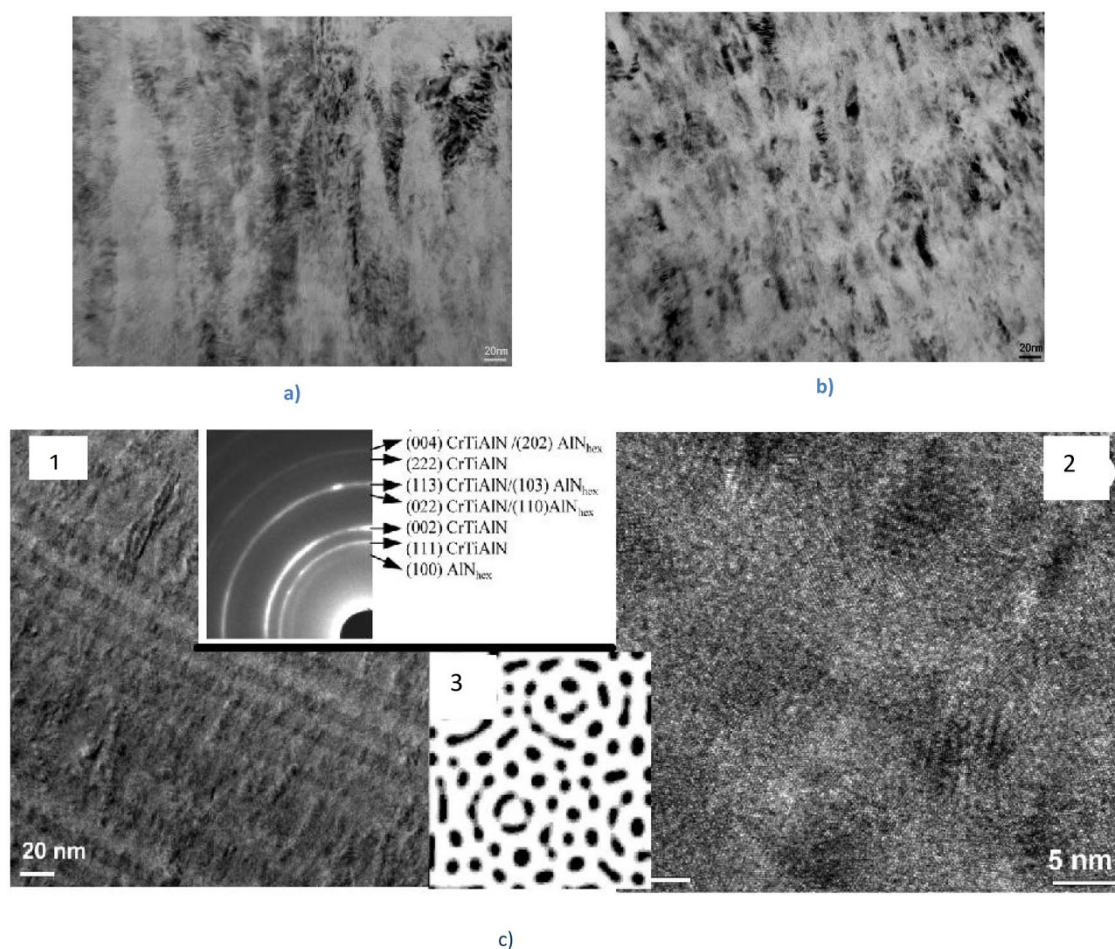 20nm
20nm
a)
b)
1
(004) CrTiAlN /(202) AlNhex
(222) CrTiAlN
(113) CrTiAlN/(103) AlNhex
(022) CrTiAlN/(110)AlNhex
(002) CrTiAlN
(111) CrTiAlN
(100) AlNhex
2
3
20 nm
5 nm
c)